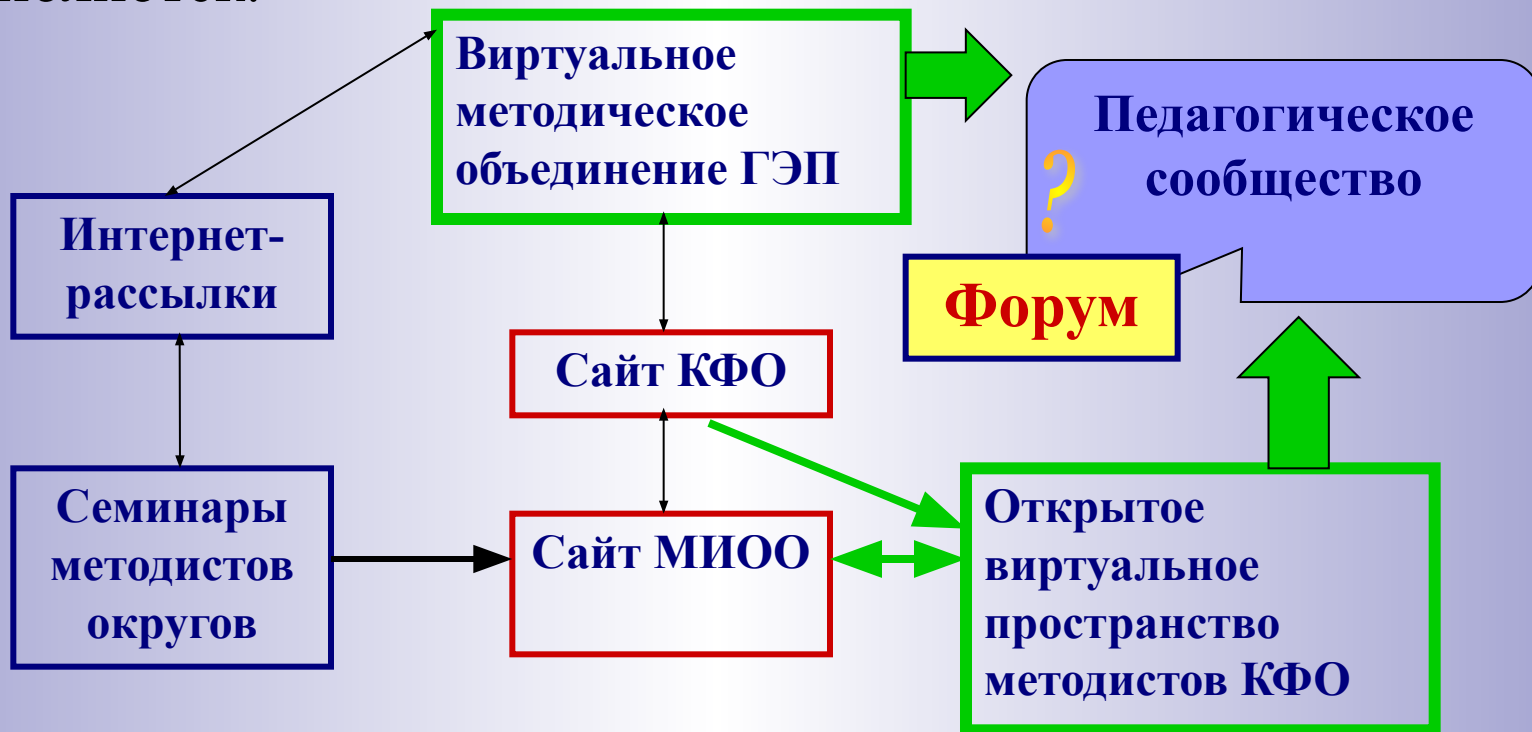 Виртуальное
методическое
объединение ГЭП
Педагогическое
сообщество
?
Интернет-
рассылки
Форум
Сайт КФО
Семинары
методистов
округов
Сайт МИОО
Открытое
виртуальное
пространство
методистов КФО